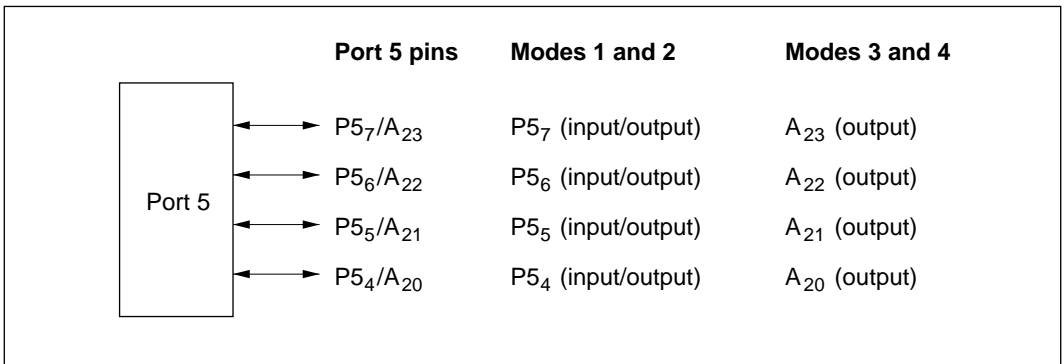 Port 5 pins Modes 1 and 2 Modes 3 and 4
P5₇/A₂₃ P5₇ (input/output) A₂₃ (output)
P5₆/A₂₂ P5₆ (input/output) A₂₂ (output)
Port 5
P5₅/A₂₁ P5₅ (input/output) A₂₁ (output)
P5₄/A₂₀ P5₄ (input/output) A₂₀ (output)